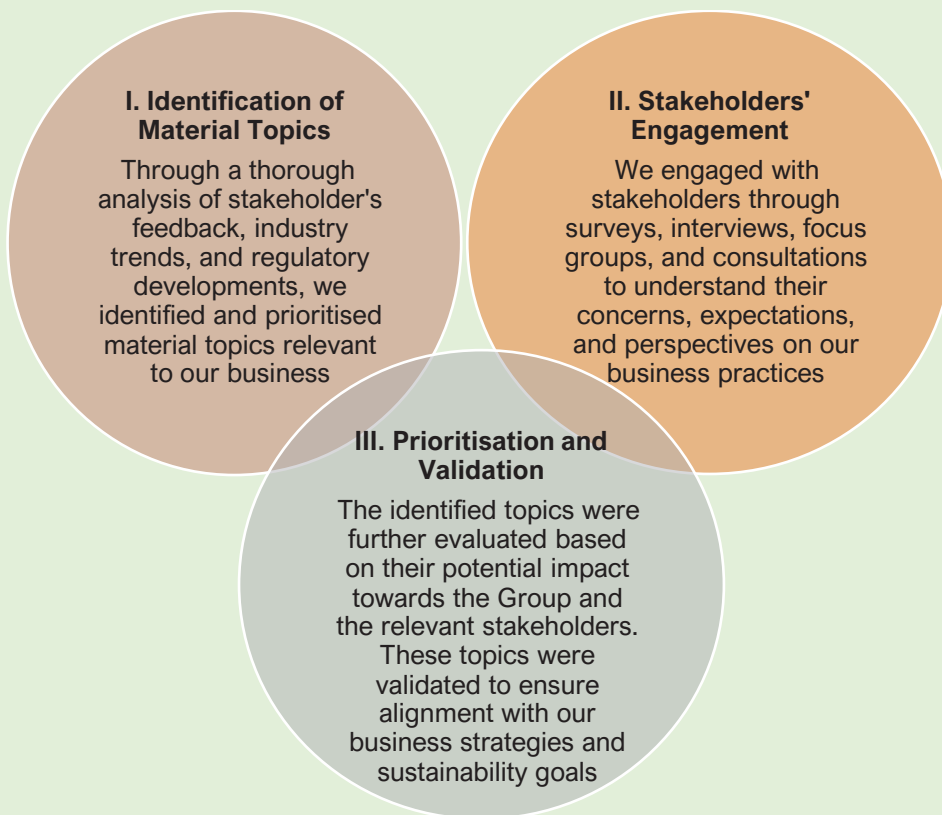 I. Identification of
Material Topics
Through a thorough
analysis of stakeholder's
feedback, industry
trends, and regulatory
developments, we
identified and prioritised
material topics relevant
to our business
II. Stakeholders'
Engagement
We engaged with
stakeholders through
surveys, interviews, focus
groups, and consultations
to understand their
concerns, expectations,
and perspectives on our
business practices
III. Prioritisation and
Validation
The identified topics were
further evaluated based
on their potential impact
towards the Group and
the relevant stakeholders.
These topics were
validated to ensure
alignment with our
business strategies and
sustainability goals